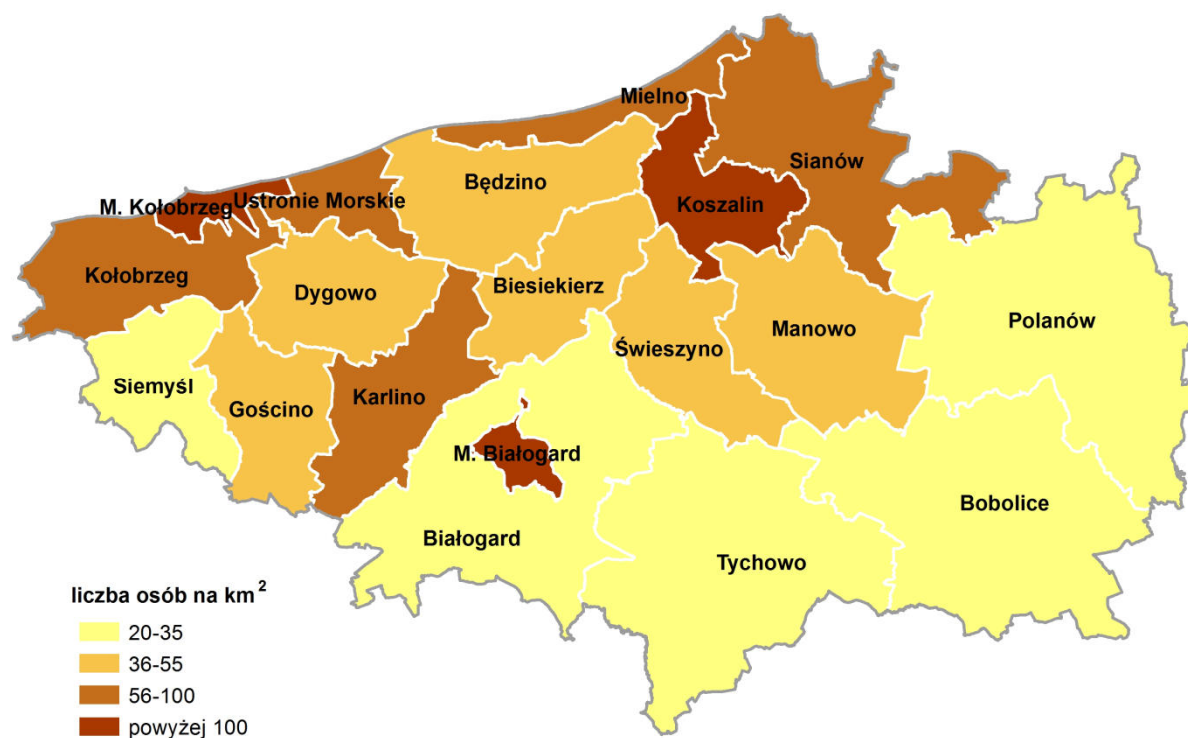 Mielno
Sianów
Będzino
M. Kołobrzeg
Ustronie Morskie
Koszalin
Kołobrzeg
Dygowo
Biesiekierz
Polanów
Manowo
Świeszyno
Siemyśl
Karlino
Gościno
M. Białogard
Bobolice
Białogard
Tychowo
liczba osób na km²
20-35
36-55
56-100
powyżej 100